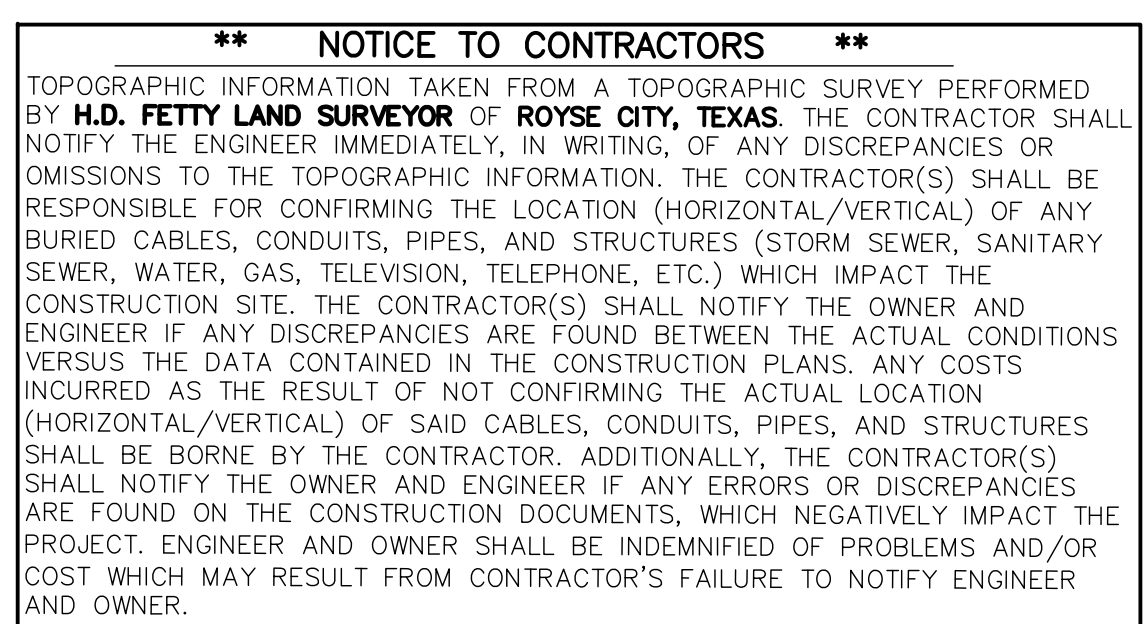 ** NOTICE TO CONTRACTORS **
TOPOGRAPHIC INFORMATION TAKEN FROM A TOPOGRAPHIC SURVEY PERFORMED
BY H.D. FETTY LAND SURVEYOR OF ROYSE CITY, TEXAS. THE CONTRACTOR SHALL
NOTIFY THE ENGINEER IMMEDIATELY, IN WRITING, OF ANY DISCREPANCIES OR
OMISSIONS TO THE TOPOGRAPHIC INFORMATION. THE CONTRACTOR(S) SHALL BE
RESPONSIBLE FOR CONFIRMING THE LOCATION (HORIZONTAL/VERTICAL) OF ANY
BURIED CABLES, CONDUITS, PIPES, AND STRUCTURES (STORM SEWER, SANITARY
SEWER, WATER, GAS, TELEVISION, TELEPHONE, ETC.) WHICH IMPACT THE
CONSTRUCTION SITE. THE CONTRACTOR(S) SHALL NOTIFY THE OWNER AND
ENGINEER IF ANY DISCREPANCIES ARE FOUND BETWEEN THE ACTUAL CONDITIONS
VERSUS THE DATA CONTAINED IN THE CONSTRUCTION PLANS. ANY COSTS
INCURRED AS THE RESULT OF NOT CONFIRMING THE ACTUAL LOCATION
(HORIZONTAL/VERTICAL) OF SAID CABLES, CONDUITS, PIPES, AND STRUCTURES
SHALL BE BORNE BY THE CONTRACTOR. ADDITIONALLY, THE CONTRACTOR(S)
SHALL NOTIFY THE OWNER AND ENGINEER IF ANY ERRORS OR DISCREPANCIES
ARE FOUND ON THE CONSTRUCTION DOCUMENTS, WHICH NEGATIVELY IMPACT THE
PROJECT. ENGINEER AND OWNER SHALL BE INDEMNIFIED OF PROBLEMS AND/OR
COST WHICH MAY RESULT FROM CONTRACTOR'S FAILURE TO NOTIFY ENGINEER
AND OWNER.